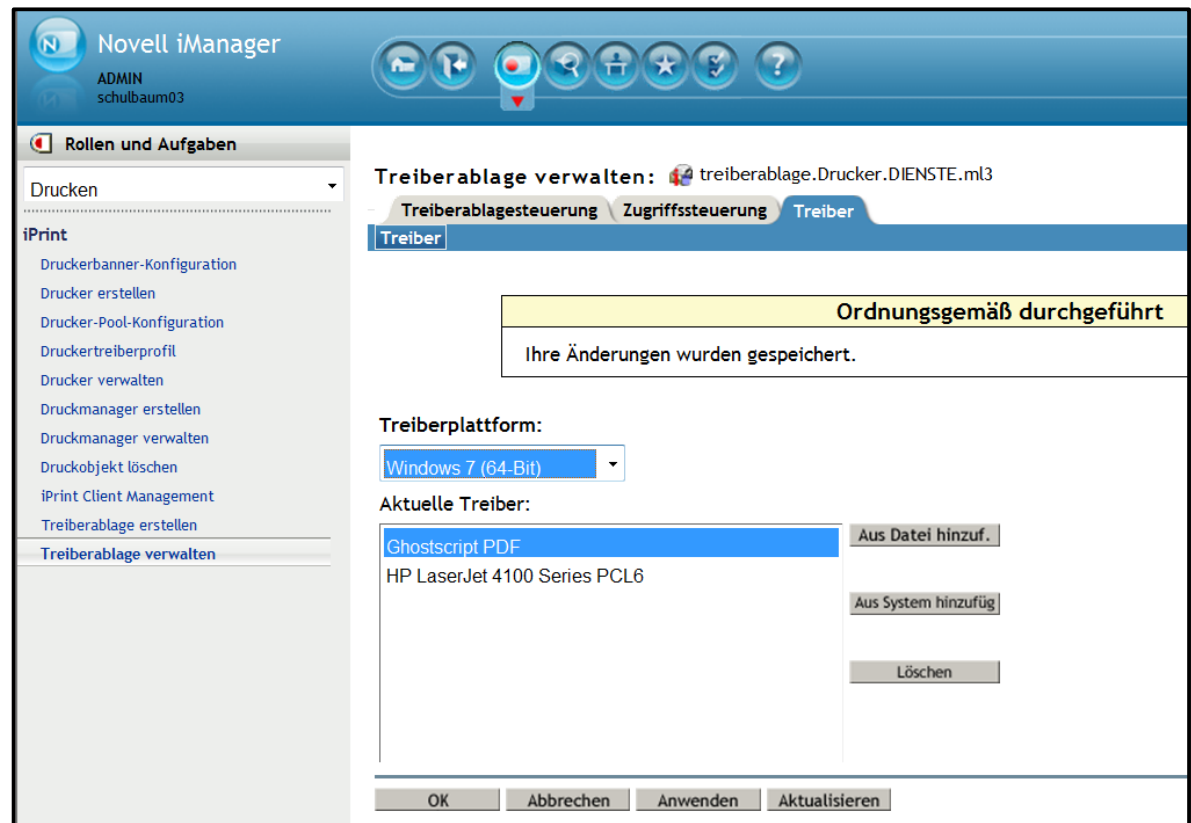 Novell iManager
ADMIN
schulbaum03
Rollen und Aufgaben
Drucken
iPrint
Druckerbanner-Konfiguration
Drucker erstellen
Drucker-Pool-Konfiguration
Druckertreiberprofil
Drucker verwalten
Druckmanager erstellen
Druckmanager verwalten
Druckobjekt löschen
iPrint Client Management
Treiberablage erstellen
Treiberablage verwalten
Treiberablage verwalten: treiberablage.Drucker.DIENSTE.ml3
Treiberablagesteuerung Zugriffssteuerung Treiber
Treiber
Ordnungsgemäß durchgeführt
Ihre Änderungen wurden gespeichert.
Treiberplattform:
Windows 7 (64-Bit)
Aktuelle Treiber:
Ghostscript PDF
HP LaserJet 4100 Series PCL6
Aus Datei hinzuf.
Aus System hinzufüg
Löschen
OK Abbrechen Anwenden Aktualisieren